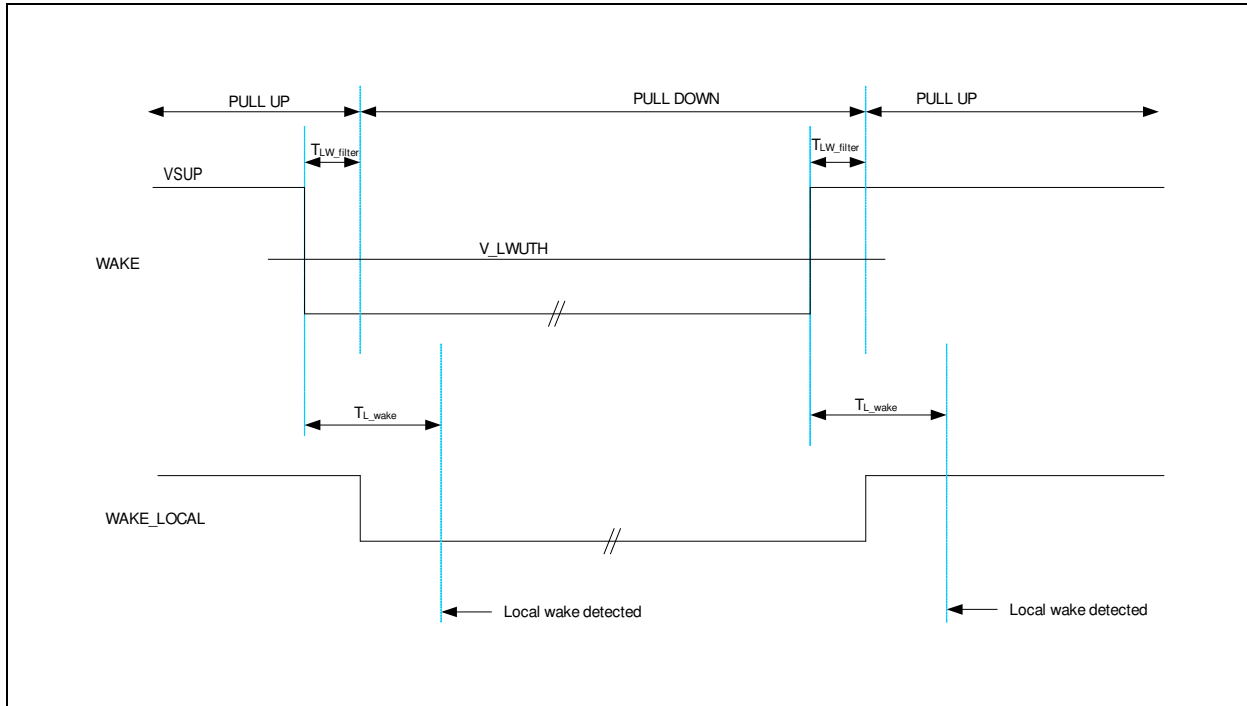 PULL UP
PULL DOWN
PULL UP
TLW_filter
TLW_filter
VSUP
V_LWUTH
WAKE
TL_wake
TL_wake
WAKE_LOCAL
Local wake detected
Local wake detected